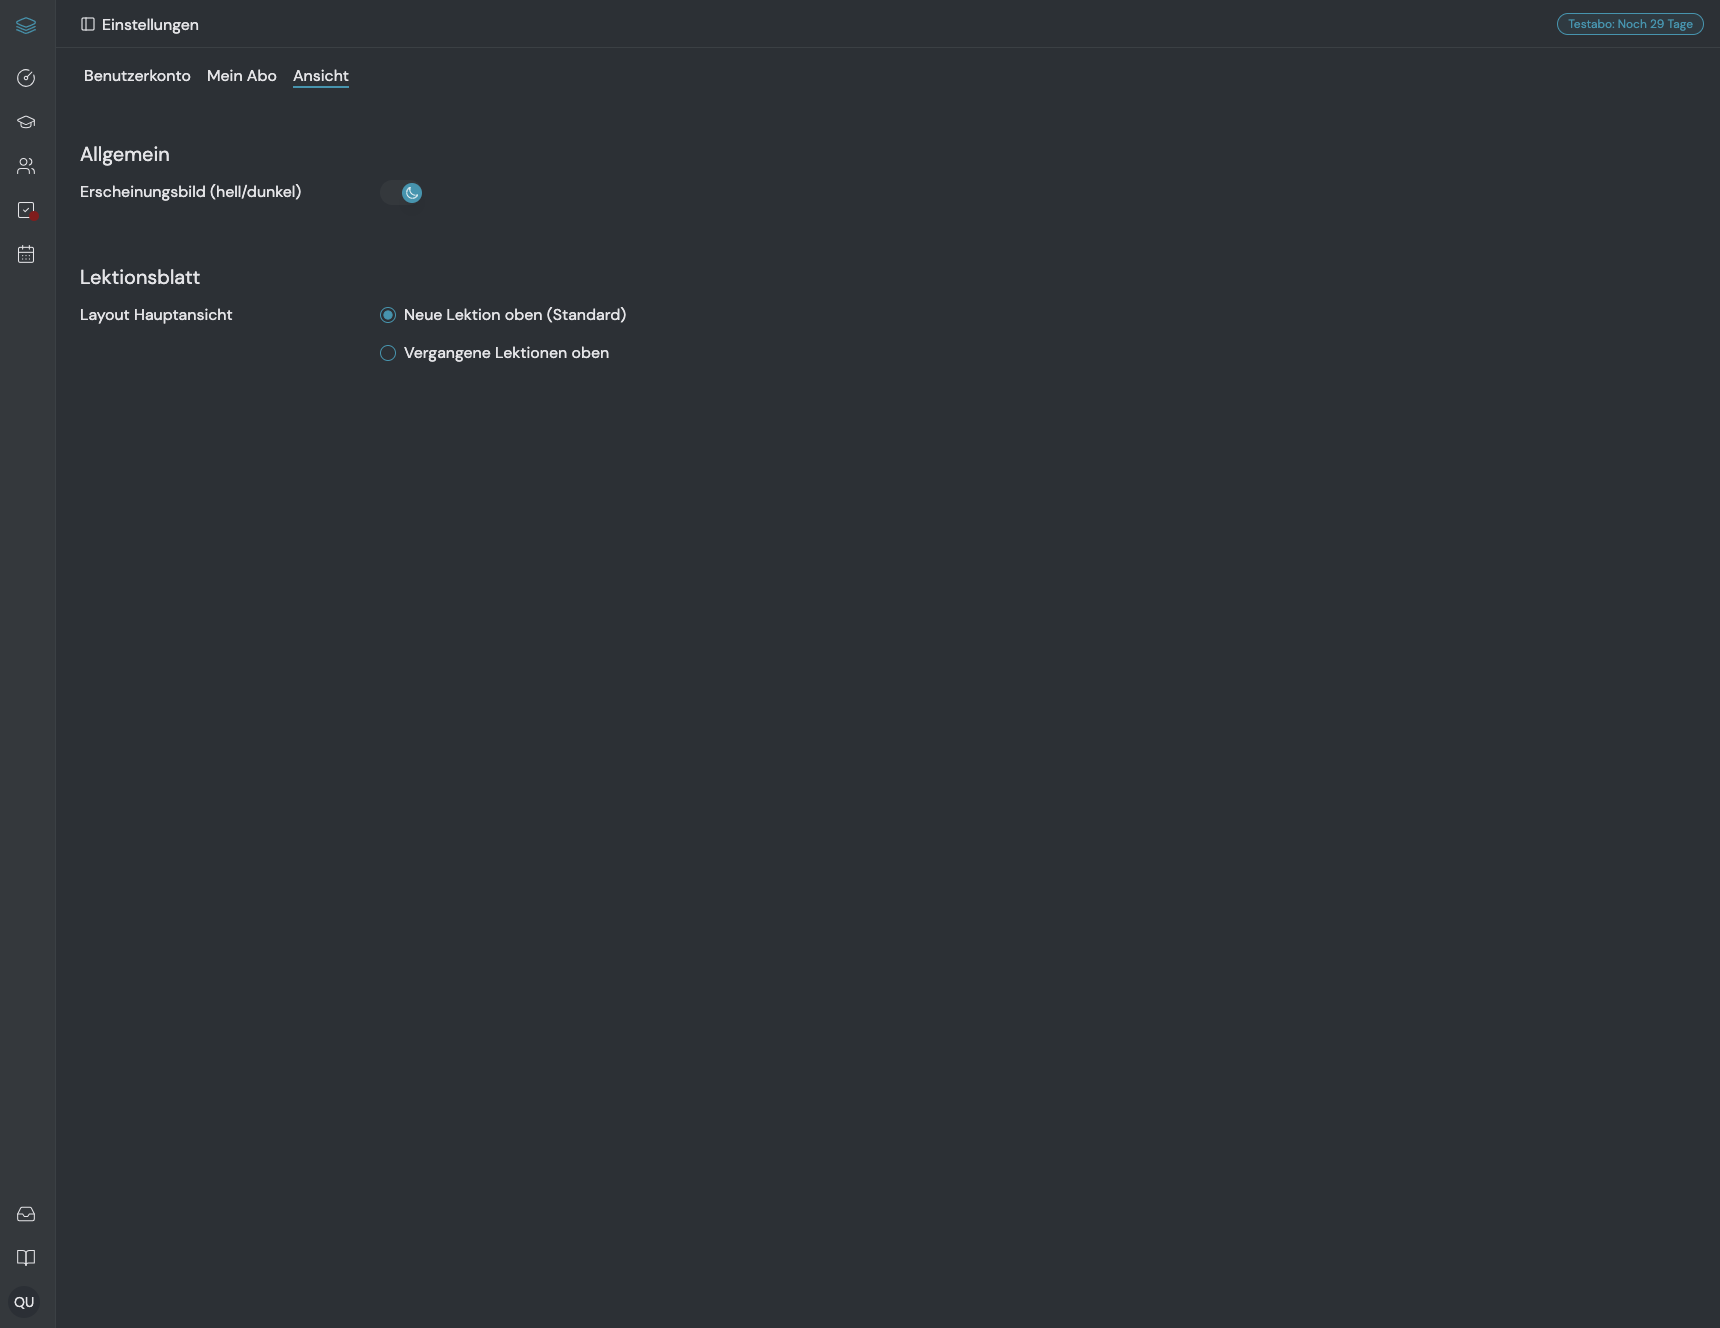 Einstellungen
Testabo: Noch 29 Tage
Benutzerkonto Mein Abo Ansicht
Allgemein
Erscheinungsbild (hell/dunkel)
Lektionsblatt
Layout Hauptansicht
Neue Lektion oben (Standard)
Vergangene Lektionen oben
QU